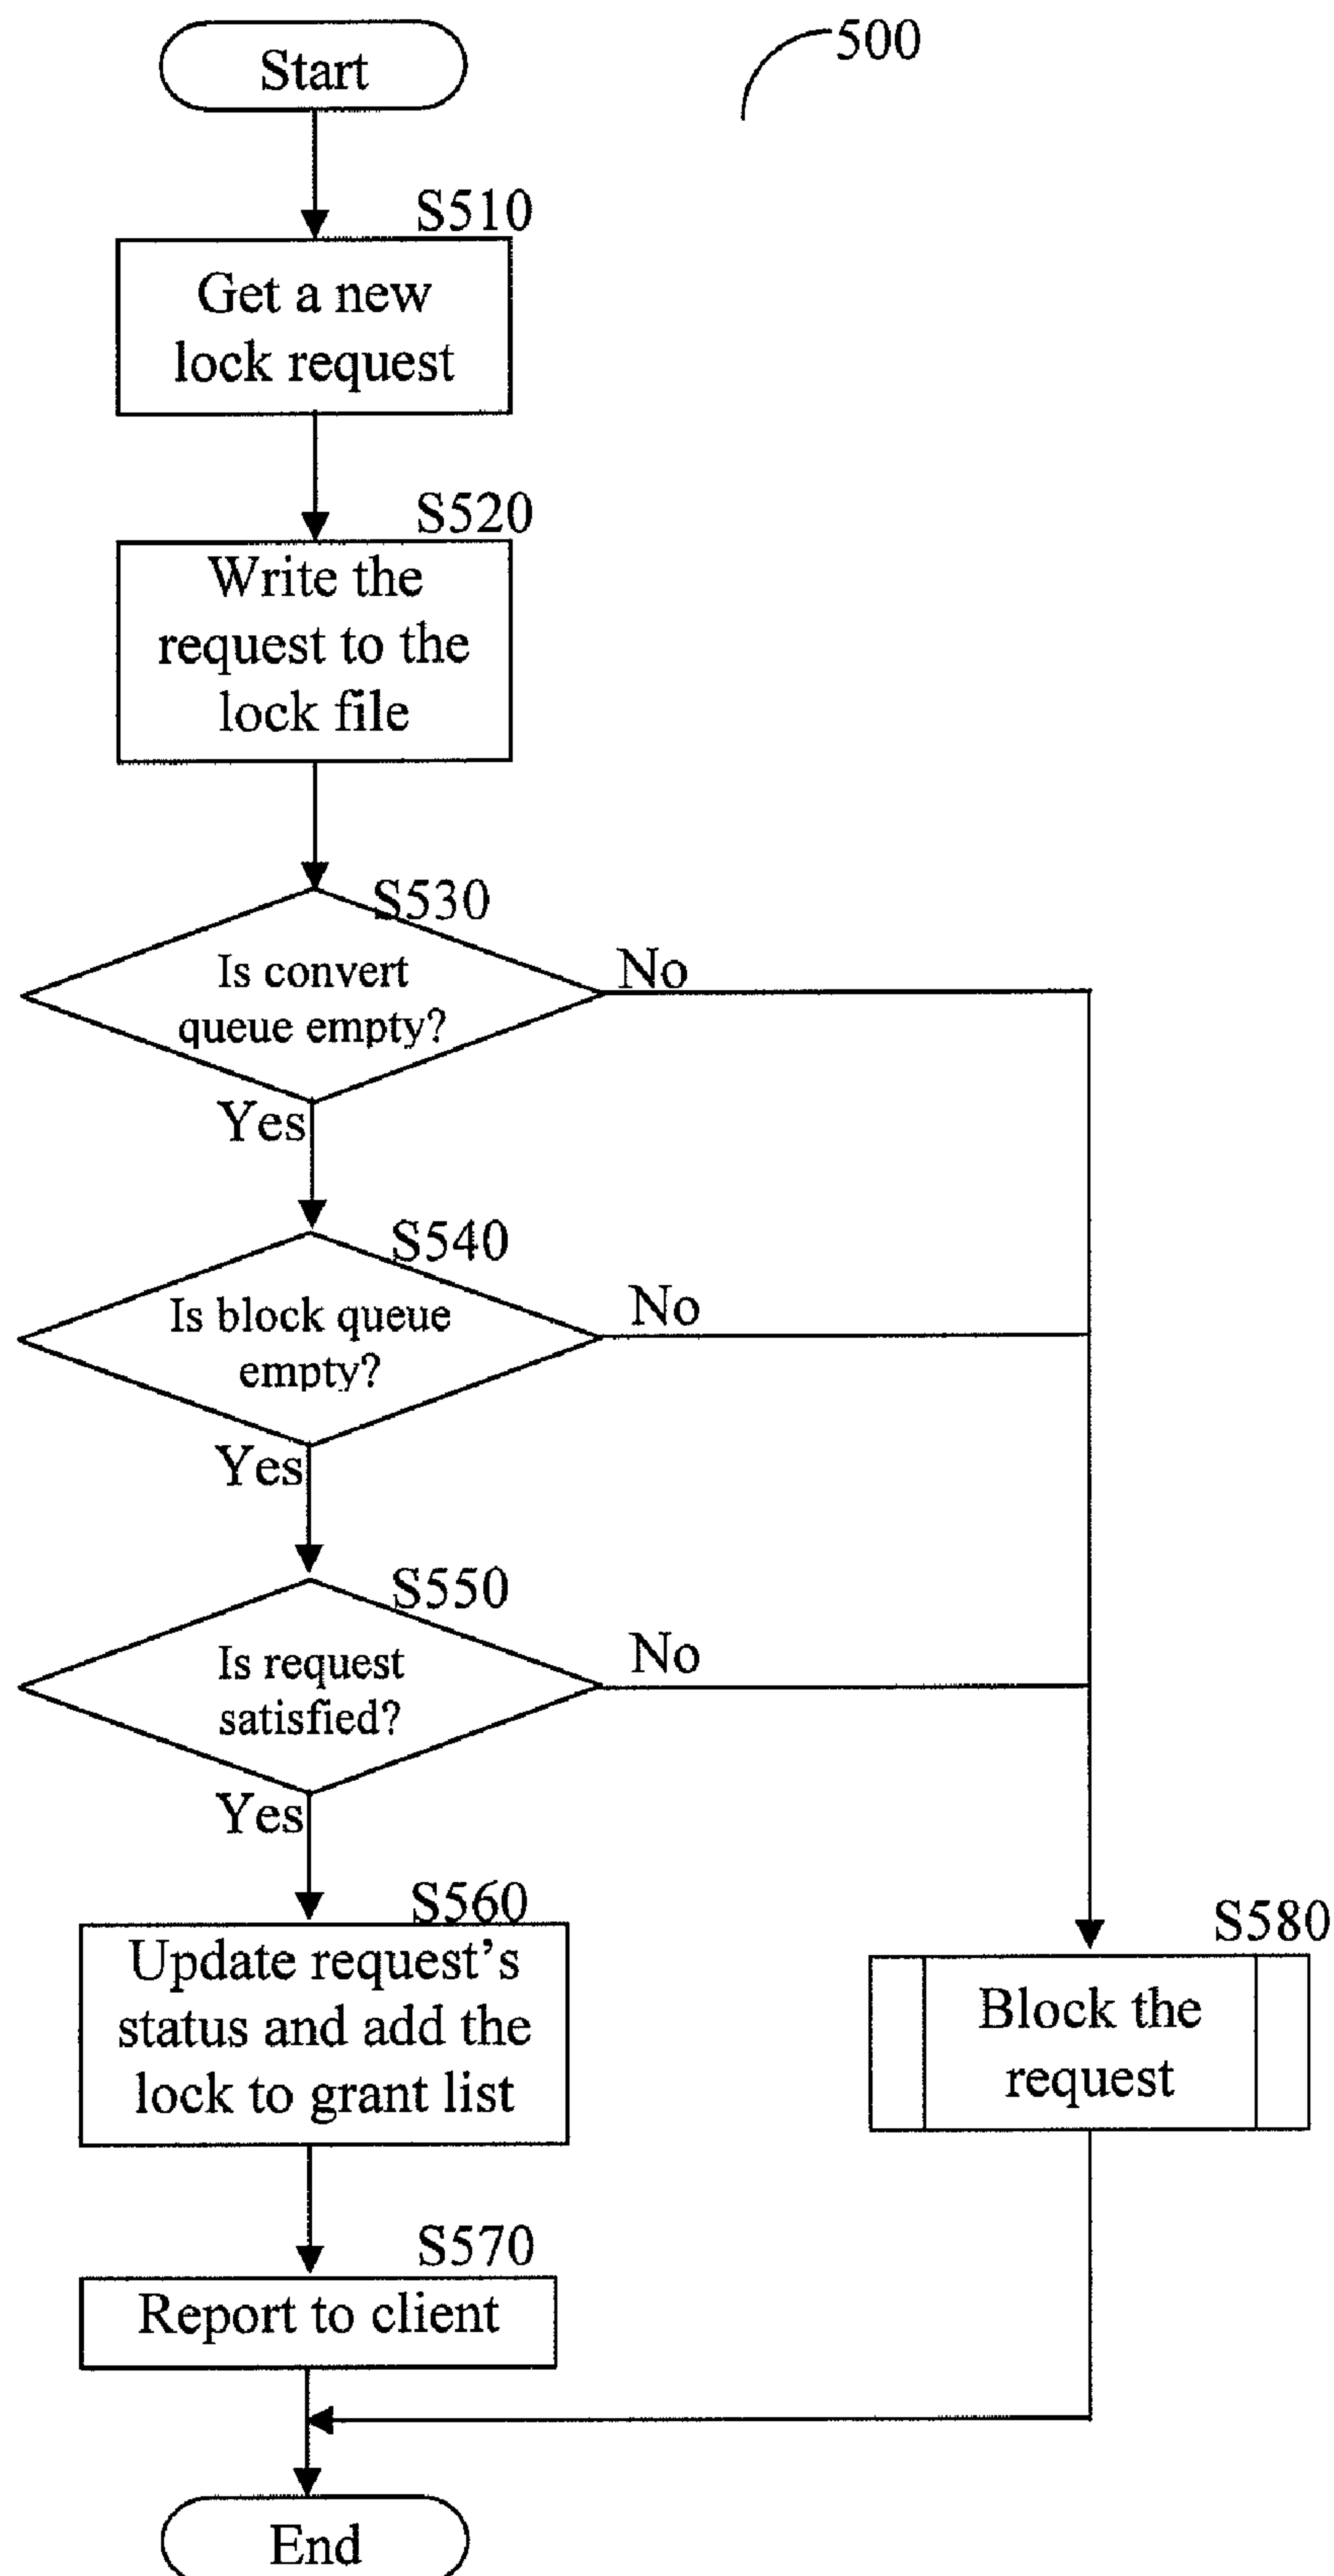 Start
500
S510
Get a new
lock request
S520
Write the
request to the
lock file
S530
Is convert
queue empty?
No
Yes
S540
Is block queue
empty?
No
Yes
S550
Is request
satisfied?
No
Yes
S560
Update request’s
status and add the
lock to grant list
S580
Block the
request
S570
Report to client
End